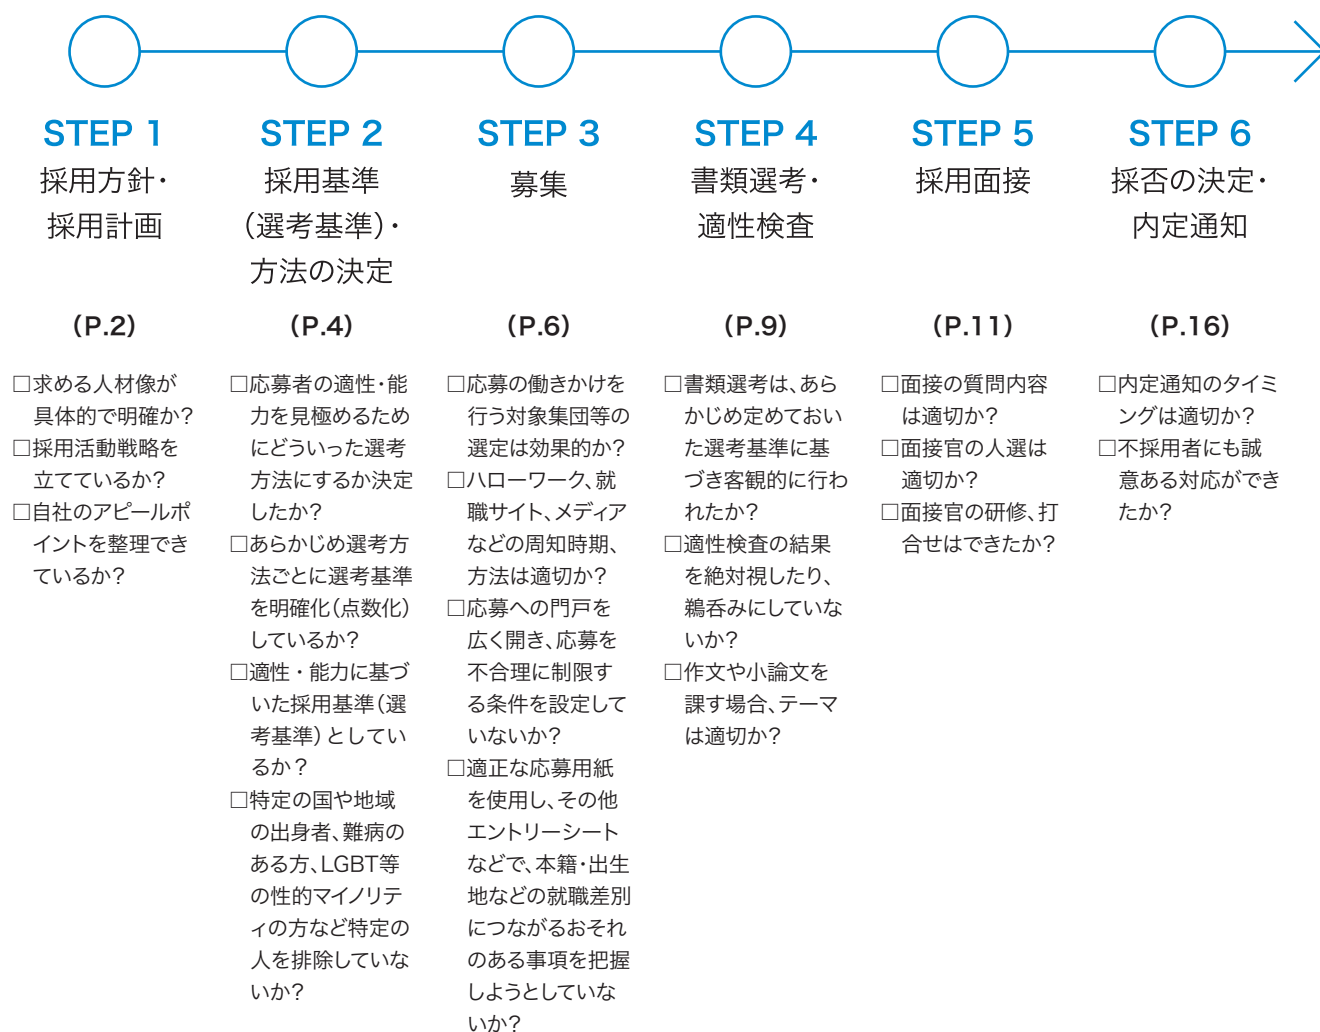 STEP 1
採用方針・
採用計画
(P.2)
□求める人材像が
具体的で明確か?
□採用活動戦略を
立てているか?
□自社のアピールポ
イントを整理でき
ているか?
STEP 2
採用基準
(選考基準)・
方法の決定
(P.4)
□応募者の適性・能
力を見極めるため
にどういった選考
方法にするか決定
したか?
□あらかじめ選考方
法ごとに選考基準
を明確化(点数化)
しているか?
□適性・能力に基づ
いた採用基準(選
考基準)としてい
るか?
□特定の国や地域
の出身者、難病の
ある方、LGBT等
の性的マイノリテ
ィの方など特定の
人を排除していな
いか?
STEP 3
募集
(P.6)
□応募の働きかけを
行う対象集団等の
選定は効果的か?
□ハローワーク、就
職サイト、メディア
などの周知時期、
方法は適切か?
□応募への門戸を
広く開き、応募を
不合理に制限す
る条件を設定して
いないか?
□適正な応募用紙
を使用し、その他
エントリーシート
などで、本籍・出生
地などの就職差別
につながるおそれ
のある事項を把握
しようとしていな
いか?
STEP 4
書類選考・
適性検査
(P.9)
□書類選考は、あら
かじめ定めておい
た選考基準に基
づき客観的に行わ
れたか?
□適性検査の結果
を絶対視したり、
鵜呑みにしていな
いか?
□作文や小論文を
課す場合、テーマ
は適切か?
STEP 5
採用面接
(P.11)
□面接の質問内容
は適切か?
□面接官の人選は
適切か?
□面接官の研修、打
合せはできたか?
STEP 6
採否の決定・
内定通知
(P.16)
□内定通知のタイミ
ングは適切か?
□不採用者にも誠
意ある対応ができ
たか?